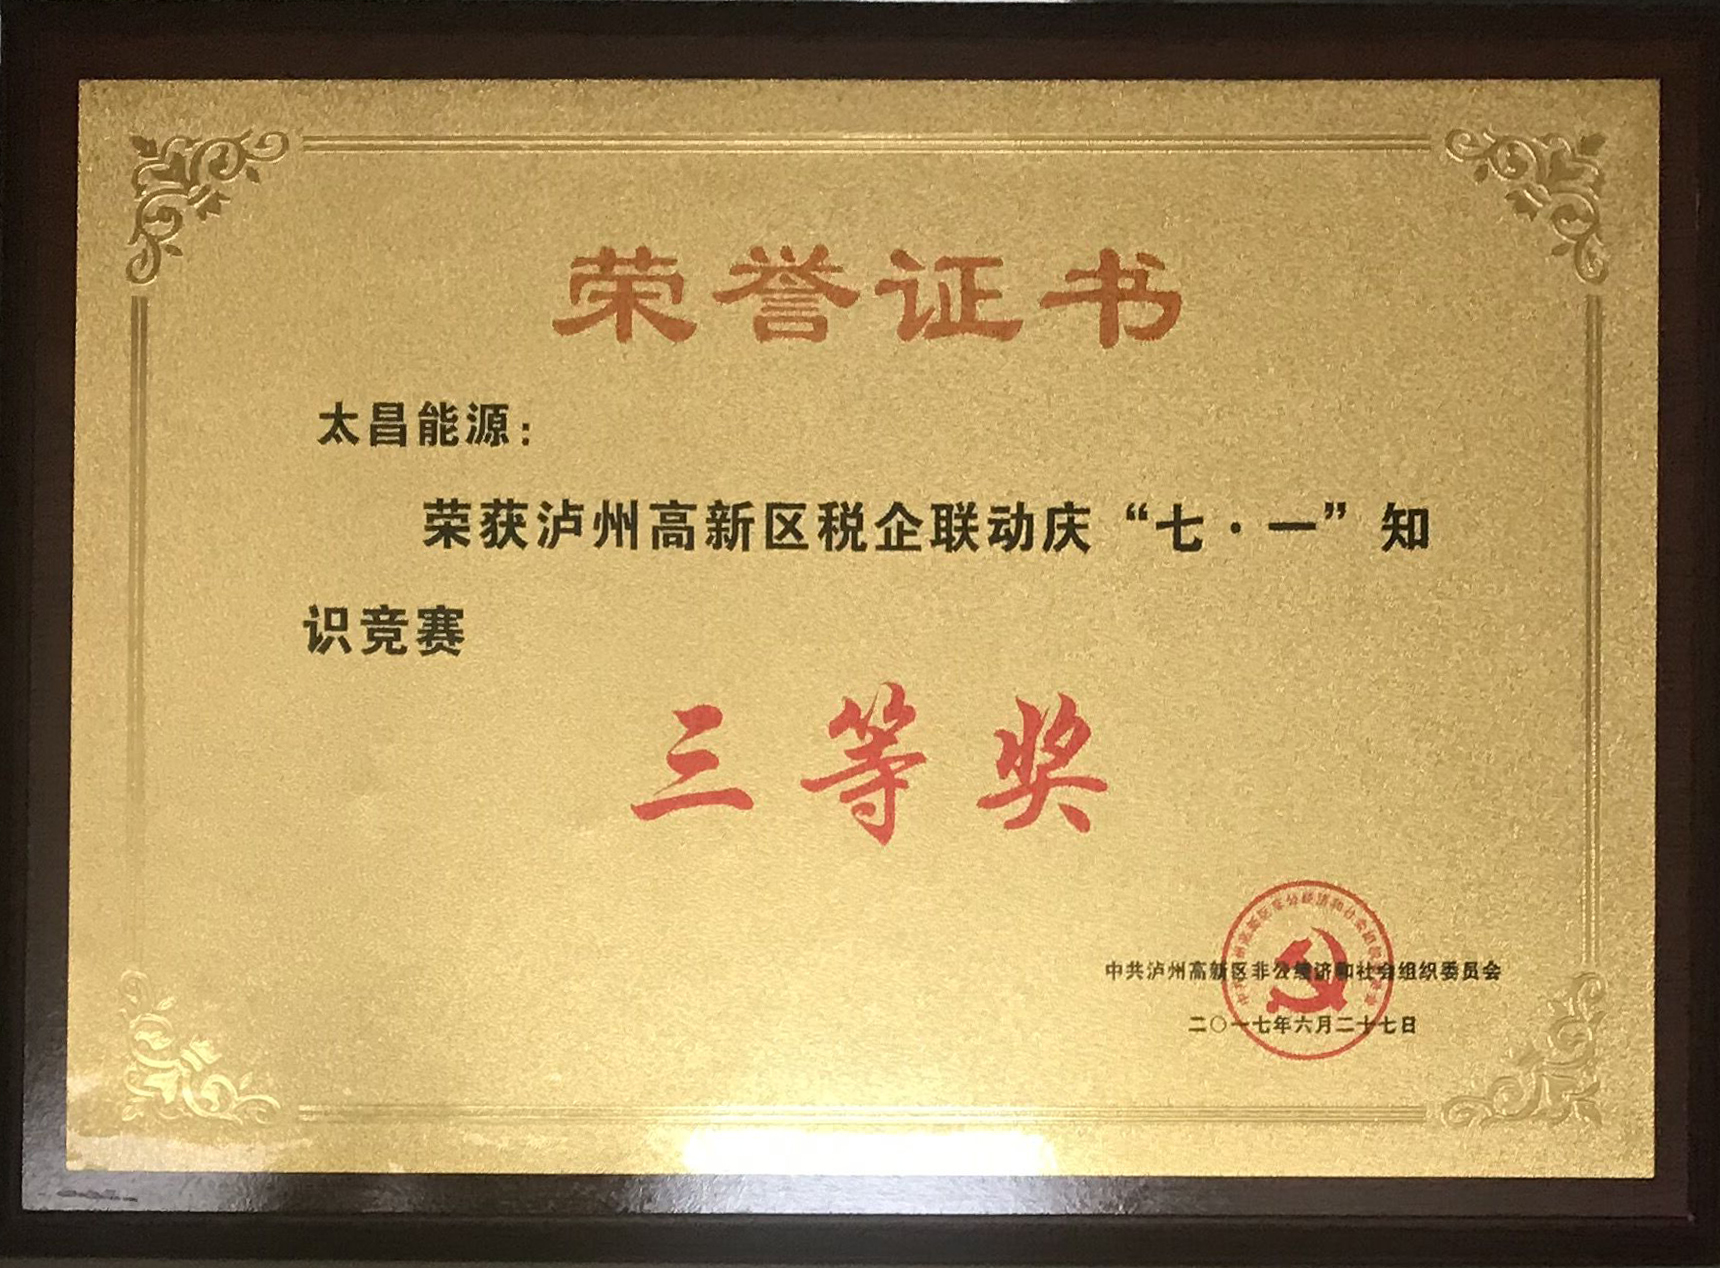 荣誉证书
太昌能源：
荣获泸州高新区税企联动庆“七·一”知
识竞赛
三等奖
中共泸州高新区非公经济和社会组织委员会
二〇一七年六月二十七日